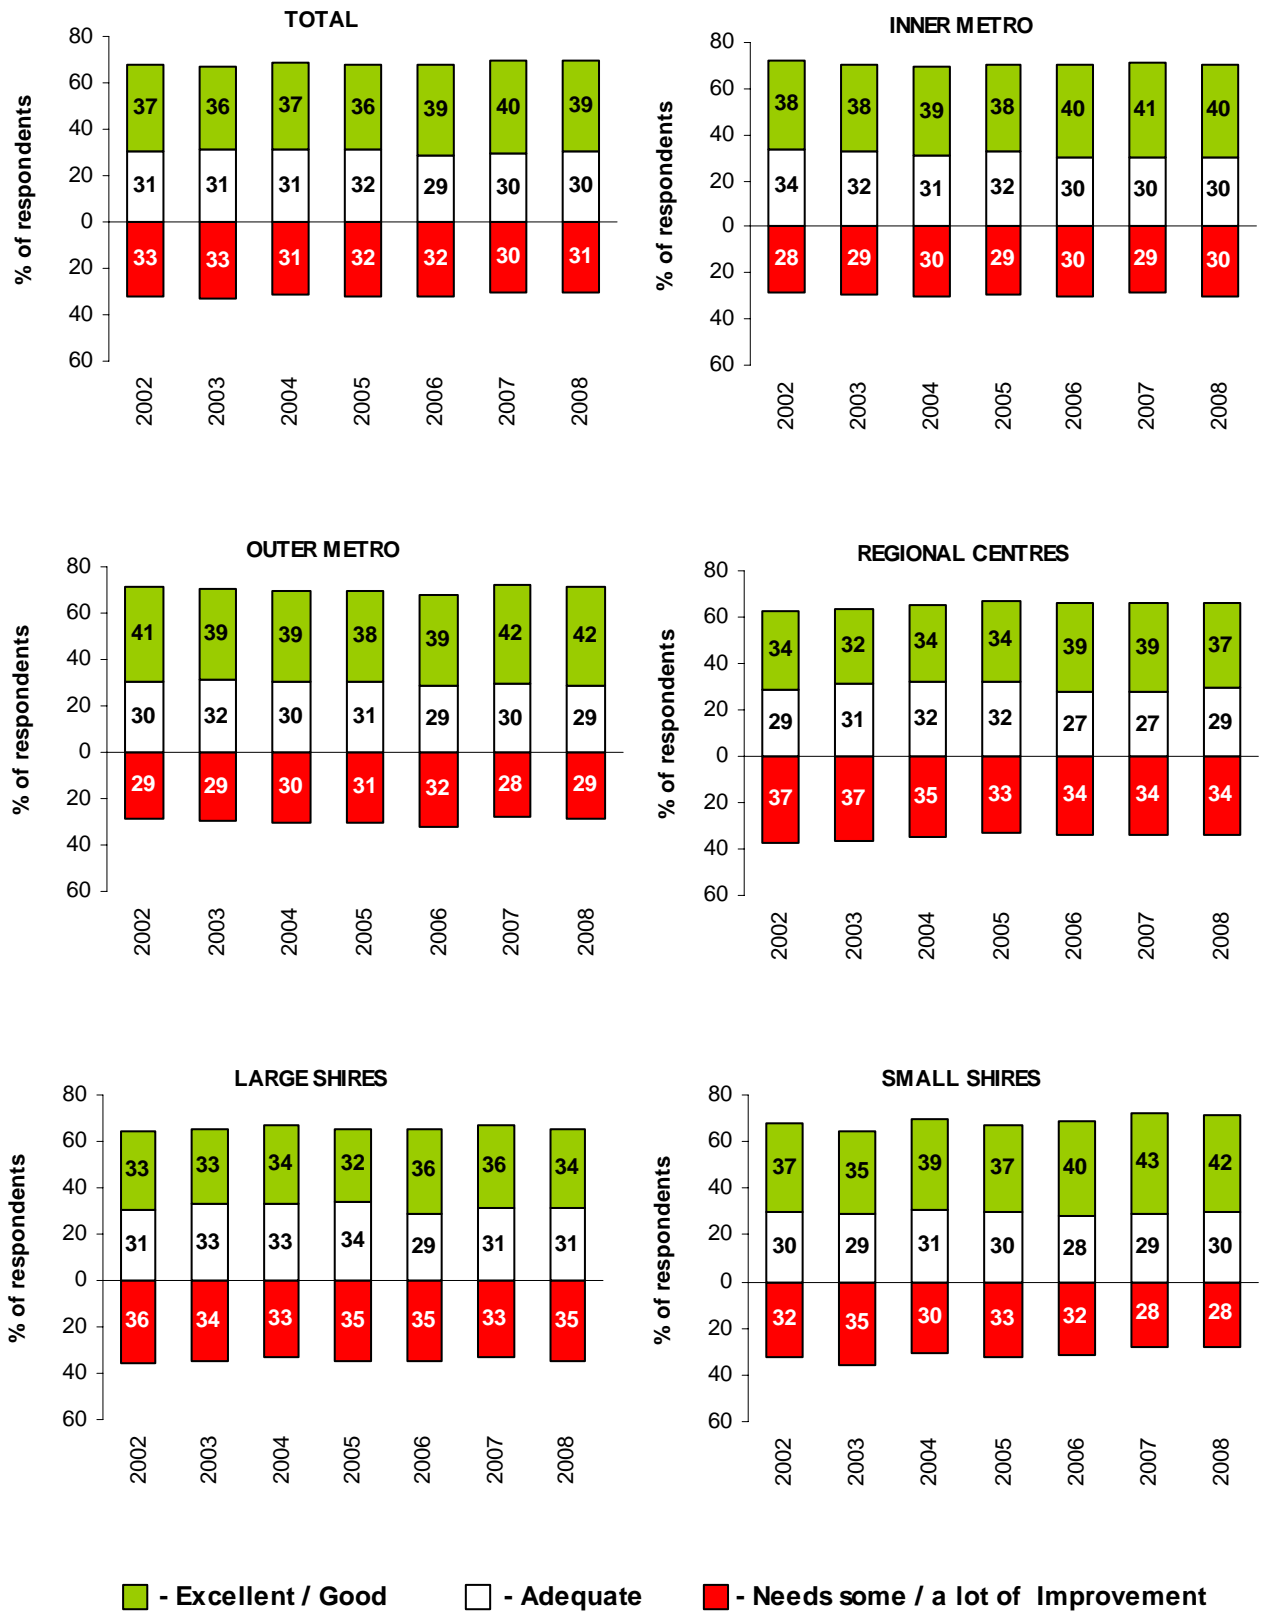 TOTAL
% of respondents
80
60
40
20
0
20
40
60
37 36 37 36 39 40 39
31 31 31 32 29 30 30
33 33 31 32 32 30 31
2002 2003 2004 2005 2006 2007 2008
INNER METRO
% of respondents
80
60
40
20
0
20
40
60
38 38 39 38 40 41 40
34 32 31 32 30 30 30
28 29 30 29 30 29 30
2002 2003 2004 2005 2006 2007 2008
OUTER METRO
% of respondents
80
60
40
20
0
20
40
60
41 39 39 38 39 42 42
30 32 30 31 29 30 29
29 29 30 31 32 28 29
2002 2003 2004 2005 2006 2007 2008
REGIONAL CENTRES
% of respondents
80
60
40
20
0
20
40
60
34 32 34 34 39 39 37
29 31 32 32 27 27 29
37 37 35 33 34 34 34
2002 2003 2004 2005 2006 2007 2008
LARGE SHIRES
% of respondents
80
60
40
20
0
20
40
60
33 33 34 32 36 36 34
31 33 33 34 29 31 31
36 34 33 35 35 33 35
2002 2003 2004 2005 2006 2007 2008
SMALL SHIRES
% of respondents
80
60
40
20
0
20
40
60
37 35 39 37 40 43 42
30 29 31 30 28 29 30
32 35 30 33 32 28 28
2002 2003 2004 2005 2006 2007 2008
- Excellent / Good - Adequate - Needs some / a lot of Improvement